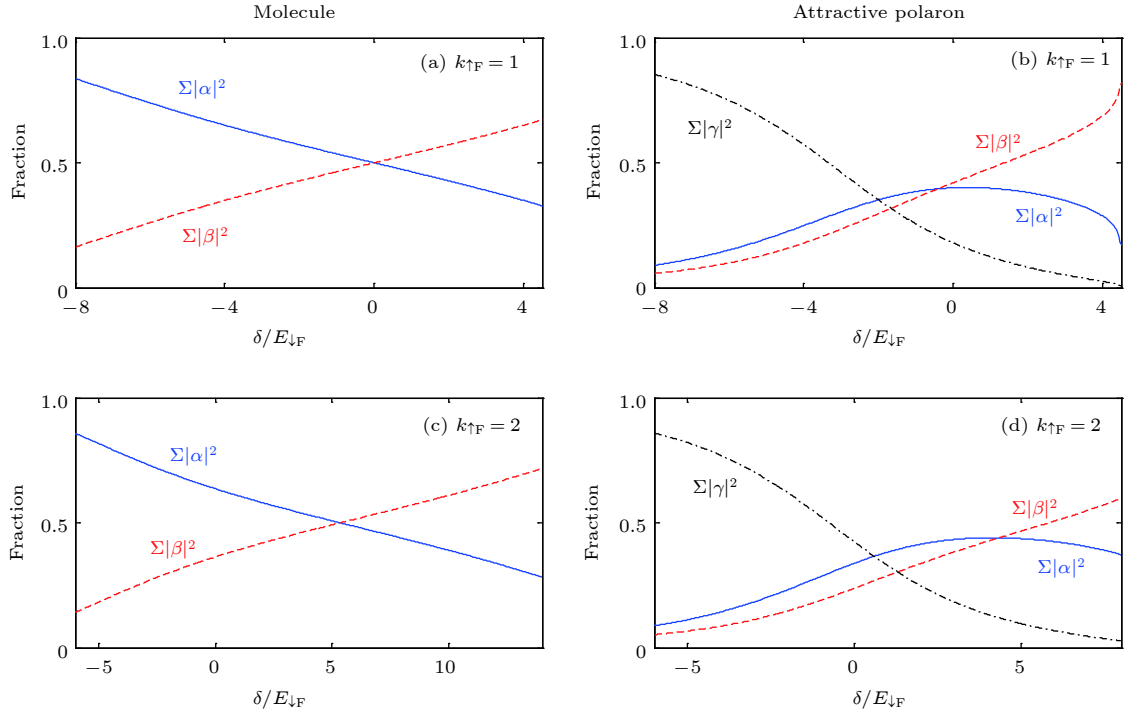 Molecule
Attractive polaron
(a) k↑F = 1
Σ|α|²
Σ|β|²
Fraction
1.0
0.5
0
−8
−4
0
4
δ/E↓F
(b) k↑F = 1
Σ|γ|²
Σ|β|²
Σ|α|²
Fraction
1.0
0.5
0
−8
−4
0
4
δ/E↓F
(c) k↑F = 2
Σ|α|²
Σ|β|²
Fraction
1.0
0.5
0
−5
0
5
10
δ/E↓F
(d) k↑F = 2
Σ|γ|²
Σ|β|²
Σ|α|²
Fraction
1.0
0.5
0
−5
0
5
δ/E↓F